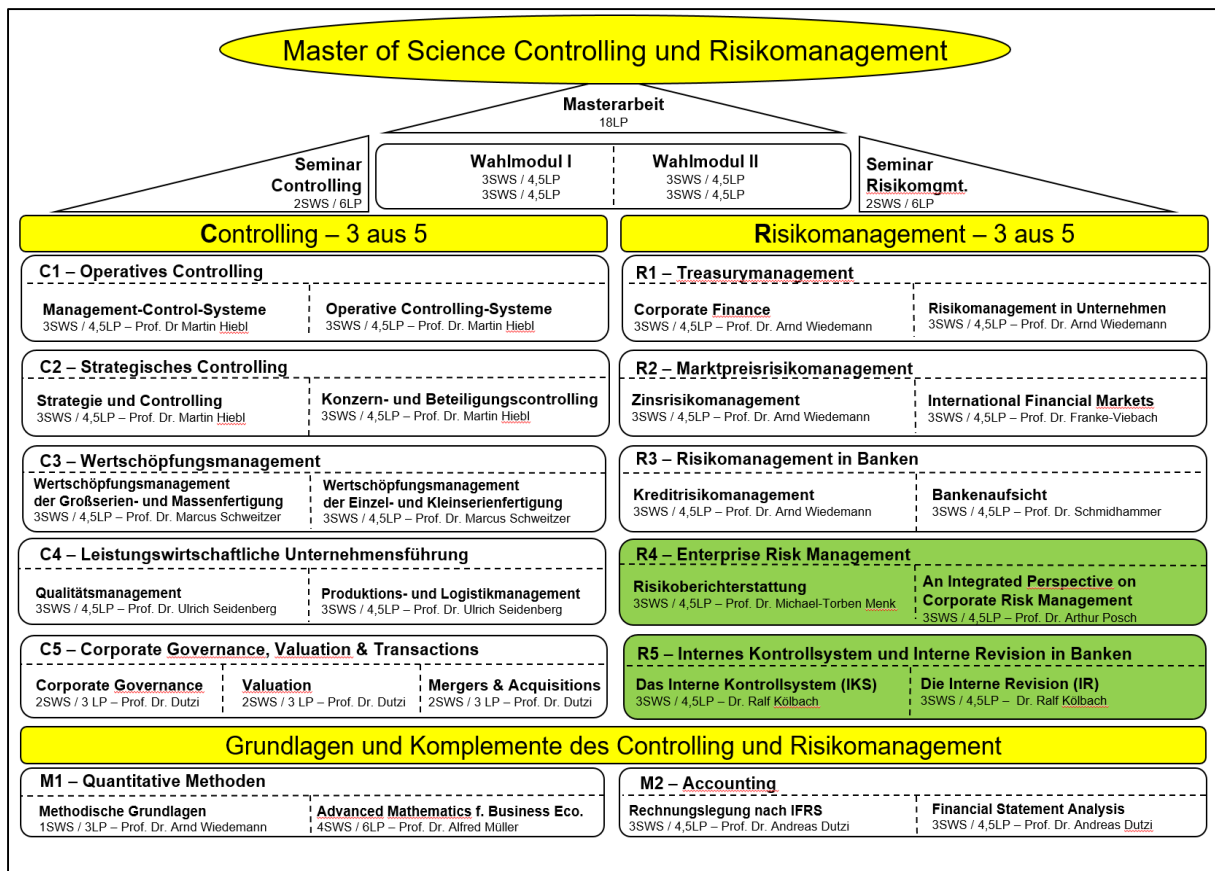 Master of Science Controlling und Risikomanagement
Masterarbeit
18LP
Seminar
Controlling
2SWS / 6LP
Wahlmodul I
3SWS / 4,5LP
3SWS / 4,5LP
Wahlmodul II
3SWS / 4,5LP
3SWS / 4,5LP
Seminar
Risikomgmt.
2SWS / 6LP
Controlling – 3 aus 5
C1 – Operatives Controlling
Management-Control-Systeme
3SWS / 4,5LP – Prof. Dr Martin Hiebl
Operative Controlling-Systeme
3SWS / 4,5LP – Prof. Dr. Martin Hiebl
C2 – Strategisches Controlling
Strategie und Controlling
3SWS / 4,5LP – Prof. Dr. Martin Hiebl
Konzern- und Beteiligungscontrolling
3SWS / 4,5LP – Prof. Dr. Martin Hiebl
C3 – Wertschöpfungsmanagement
Wertschöpfungsmanagement
der Großserien- und Massenfertigung
3SWS / 4,5LP – Prof. Dr. Marcus Schweitzer
Wertschöpfungsmanagement
der Einzel- und Kleinserienfertigung
3SWS / 4,5LP – Prof. Dr. Marcus Schweitzer
C4 – Leistungswirtschaftliche Unternehmensführung
Qualitätsmanagement
3SWS / 4,5LP – Prof. Dr. Ulrich Seidenberg
Produktions- und Logistikmanagement
3SWS / 4,5LP – Prof. Dr. Ulrich Seidenberg
C5 – Corporate Governance, Valuation & Transactions
Corporate Governance
2SWS / 3 LP – Prof. Dr. Dutzi
Valuation
2SWS / 3 LP – Prof. Dr. Dutzi
Mergers & Acquisitions
2SWS / 3 LP – Prof. Dr. Dutzi
Risikomanagement – 3 aus 5
R1 – Treasurymanagement
Corporate Finance
3SWS / 4,5LP – Prof. Dr. Arnd Wiedemann
Risikomanagement in Unternehmen
3SWS / 4,5LP – Prof. Dr. Arnd Wiedemann
R2 – Marktpreisrisikomanagement
Zinsrisikomanagement
3SWS / 4,5LP – Prof. Dr. Arnd Wiedemann
International Financial Markets
3SWS / 4,5LP – Prof. Dr. Franke-Viebach
R3 – Risikomanagement in Banken
Kreditrisikomanagement
3SWS / 4,5LP – Prof. Dr. Arnd Wiedemann
Bankenaufsicht
3SWS / 4,5LP – Prof. Dr. Schmidhammer
R4 – Enterprise Risk Management
Risikoberichterstattung
3SWS / 4,5LP – Prof. Dr. Michael-Torben Menk
An Integrated Perspective on
Corporate Risk Management
3SWS / 4,5LP – Prof. Dr. Arthur Posch
R5 – Internes Kontrollsystem und Interne Revision in Banken
Das Interne Kontrollsystem (IKS)
3SWS / 4,5LP – Dr. Ralf Kölbach
Die Interne Revision (IR)
3SWS / 4,5LP – Dr. Ralf Kölbach
Grundlagen und Komplemente des Controlling und Risikomanagement
M1 – Quantitative Methoden
Methodische Grundlagen
1SWS / 3LP – Prof. Dr. Arnd Wiedemann
Advanced Mathematics f. Business Eco.
4SWS / 6LP – Prof. Dr. Alfred Müller
M2 – Accounting
Rechnungslegung nach IFRS
3SWS / 4,5LP – Prof. Dr. Andreas Dutzi
Financial Statement Analysis
3SWS / 4,5LP – Prof. Dr. Andreas Dutzi